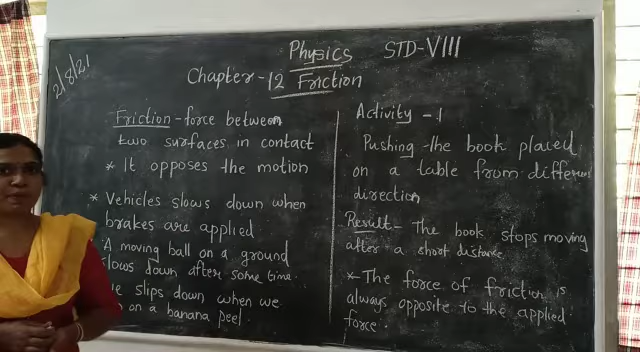 2/8/21
Physics STD-VIII
Chapter-12 Friction
Friction - force between
two surfaces in contact
* It opposes the motion
* Vehicles slows down when
brakes are applied
A moving ball on a ground
slows down after some time.
slips down when we
on a banana peel.
Activity - 1
Pushing the book placed
on a table from different
direction
Result - The book stops moving
after a short distance
* The force of friction is
always opposite to the applied
force.